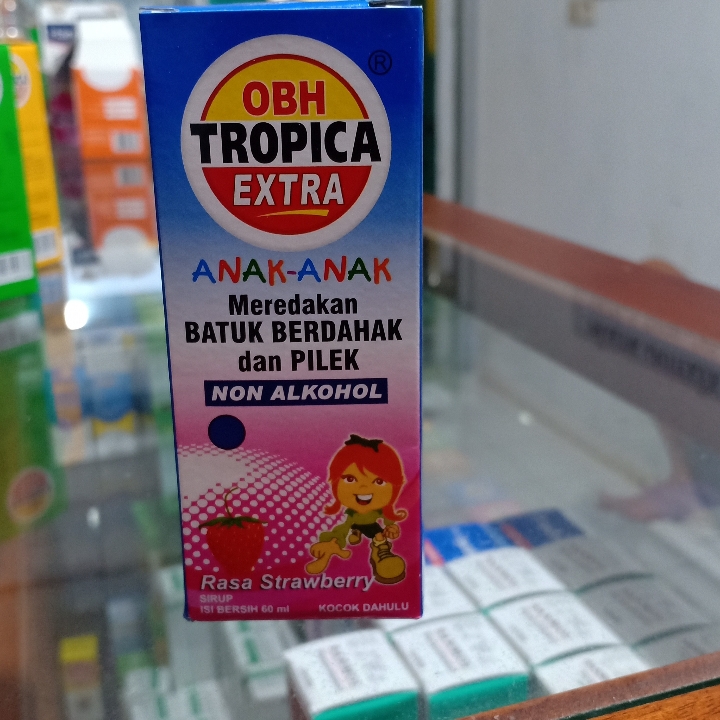 OBH
®
TROPICA
EXTRA
ANAK-ANAK
Meredakan
BATUK BERDAHAK
dan PILEK
NON ALKOHOL
Rasa Strawberry
SIRUP
ISI BERSIH 60 ml KOCOK DAHULU